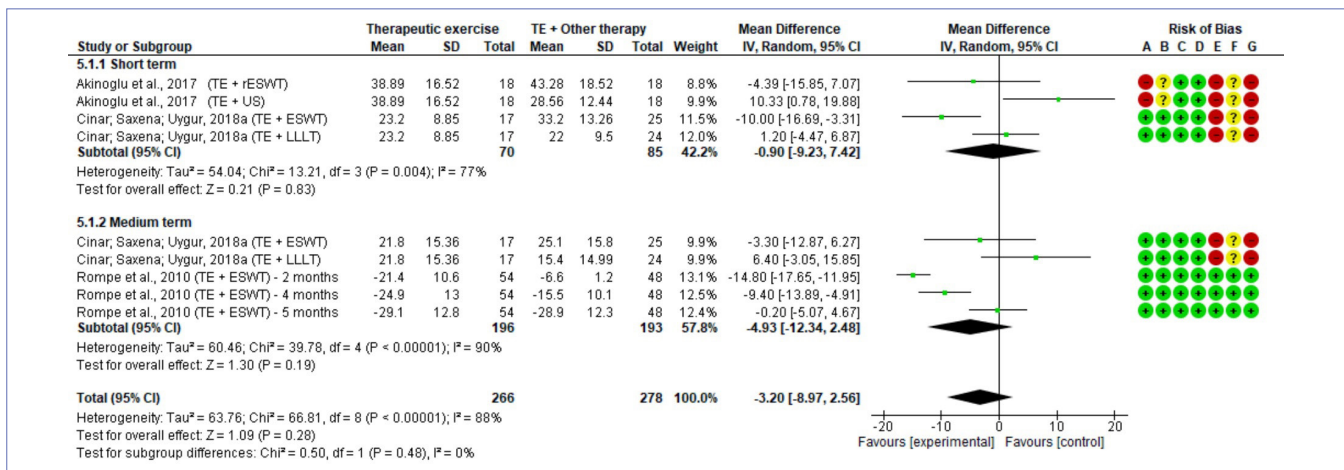 Therapeutic exercise TE + Other therapy Mean Difference Mean Difference Risk of Bias
Study or Subgroup Mean SD Total Mean SD Total Weight IV, Random, 95% CI IV, Random, 95% CI A B C D E F G
5.1.1 Short term
Akinoglu et al., 2017 (TE + rESWT) 38.89 16.52 18 43.28 18.52 18 8.8% -4.39 [-15.85, 7.07] - ? + + - ? -
Akinoglu et al., 2017 (TE + US) 38.89 16.52 18 28.56 12.44 18 9.9% 10.33 [0.78, 19.88] - ? + + - ? -
Cinar; Saxena; Uygur, 2018a (TE + ESWT) 23.2 8.85 17 33.2 13.26 25 11.5% -10.00 [-16.69, -3.31] + + + + - ? -
Cinar; Saxena; Uygur, 2018a (TE + LLLT) 23.2 8.85 17 22 9.5 24 12.0% 1.20 [-4.47, 6.87] + + + + - ? -
Subtotal (95% CI) 70 85 42.2% -0.90 [-9.23, 7.42]
Heterogeneity: Tau² = 54.04; Chi² = 13.21, df = 3 (P = 0.004); I² = 77%
Test for overall effect: Z = 0.21 (P = 0.83)
5.1.2 Medium term
Cinar; Saxena; Uygur, 2018a (TE + ESWT) 21.8 15.36 17 25.1 15.8 25 9.9% -3.30 [-12.87, 6.27] + + + + - ? -
Cinar; Saxena; Uygur, 2018a (TE + LLLT) 21.8 15.36 17 15.4 14.99 24 9.9% 6.40 [-3.05, 15.85] + + + + - ? -
Rompe et al., 2010 (TE + ESWT) - 2 months -21.4 10.6 54 -6.6 1.2 48 13.1% -14.80 [-17.65, -11.95] + + + + + + +
Rompe et al., 2010 (TE + ESWT) - 4 months -24.9 13 54 -15.5 10.1 48 12.5% -9.40 [-13.89, -4.91] + + + + + + +
Rompe et al., 2010 (TE + ESWT) - 5 months -29.1 12.8 54 -28.9 12.3 48 12.4% -0.20 [-5.07, 4.67] + + + + + + +
Subtotal (95% CI) 196 193 57.8% -4.93 [-12.34, 2.48]
Heterogeneity: Tau² = 60.46; Chi² = 39.78, df = 4 (P < 0.00001); I² = 90%
Test for overall effect: Z = 1.30 (P = 0.19)
Total (95% CI) 266 278 100.0% -3.20 [-8.97, 2.56]
Heterogeneity: Tau² = 63.76; Chi² = 66.81, df = 8 (P < 0.00001); I² = 88%
Test for overall effect: Z = 1.09 (P = 0.28)
Test for subgroup differences: Chi² = 0.50, df = 1 (P = 0.48), I² = 0%
-20 -10 0 10 20
Favours [experimental] Favours [control]